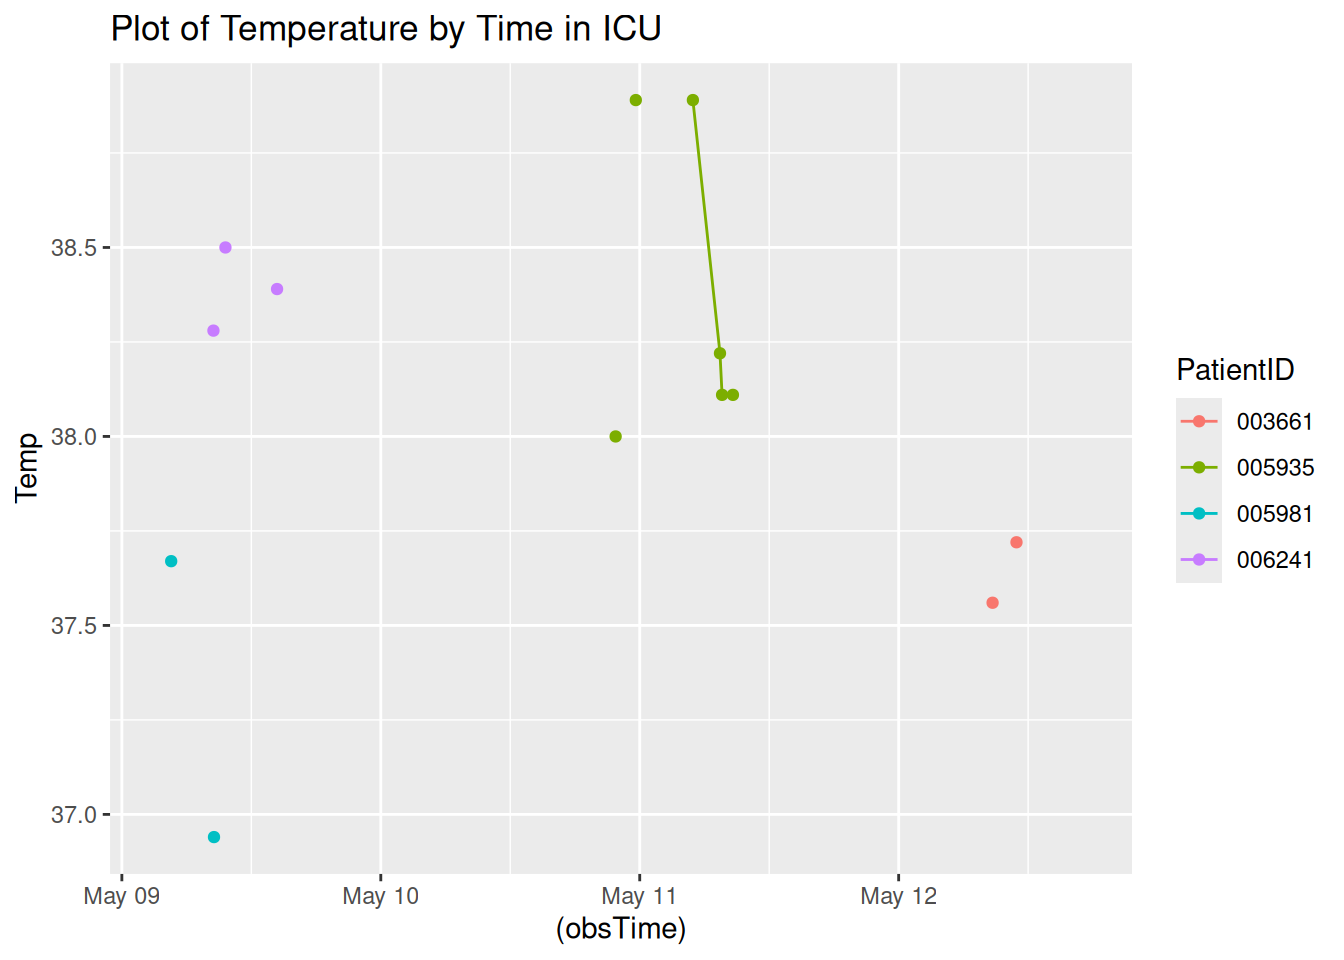 Plot of Temperature by Time in ICU
Temp
38.5
38.0
37.5
37.0
May 09 May 10 May 11 May 12
(obsTime)
PatientID
003661
005935
005981
006241